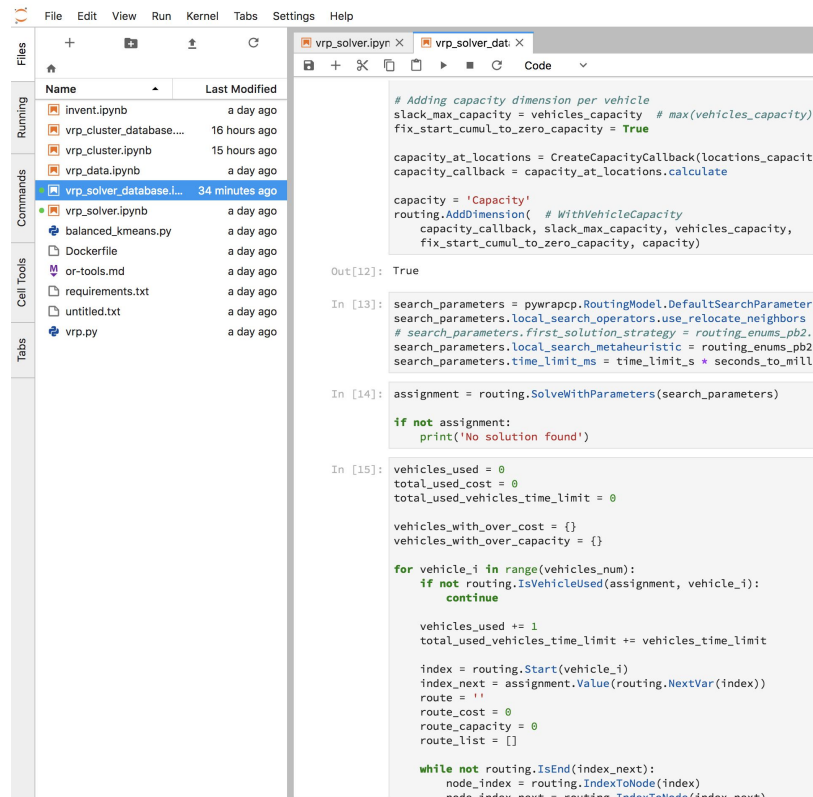 File Edit View Run Kernel Tabs Settings Help
Files
Running
Commands
Cell Tools
Tabs
Name Last Modified
invent.ipynb a day ago
vrp_cluster_database.... 16 hours ago
vrp_cluster.ipynb 15 hours ago
vrp_data.ipynb a day ago
vrp_solver_database.i... 34 minutes ago
vrp_solver.ipynb a day ago
balanced_kmeans.py a day ago
Dockerfile a day ago
or-tools.md a day ago
requirements.txt a day ago
untitled.txt a day ago
vrp.py a day ago
vrp_solver.ipyn vrp_solver_data
Code
# Adding capacity dimension per vehicle
slack_max_capacity = vehicles_capacity # max(vehicles_capacity)
fix_start_cumul_to_zero_capacity = True
capacity_at_locations = CreateCapacityCallback(locations_capacit
capacity_callback = capacity_at_locations.calculate
capacity = 'Capacity'
routing.AddDimension( # WithVehicleCapacity
capacity_callback, slack_max_capacity, vehicles_capacity,
fix_start_cumul_to_zero_capacity, capacity)
Out[12]: True
In [13]: search_parameters = pywrapcp.RoutingModel.DefaultSearchParameter
search_parameters.local_search_operators.use_relocate_neighbors
# search_parameters.first_solution_strategy = routing_enums_pb2.
search_parameters.local_search_metaheuristic = routing_enums_pb2
search_parameters.time_limit_ms = time_limit_s * seconds_to_mill
In [14]: assignment = routing.SolveWithParameters(search_parameters)
if not assignment:
print('No solution found')
In [15]: vehicles_used = 0
total_used_cost = 0
total_used_vehicles_time_limit = 0
vehicles_with_over_cost = {}
vehicles_with_over_capacity = {}
for vehicle_i in range(vehicles_num):
if not routing.IsVehicleUsed(assignment, vehicle_i):
continue
vehicles_used += 1
total_used_vehicles_time_limit += vehicles_time_limit
index = routing.Start(vehicle_i)
index_next = assignment.Value(routing.NextVar(index))
route = ''
route_cost = 0
route_capacity = 0
route_list = []
while not routing.IsEnd(index_next):
node_index = routing.IndexToNode(index)
node_index_next = routing.IndexToNode(index_next)